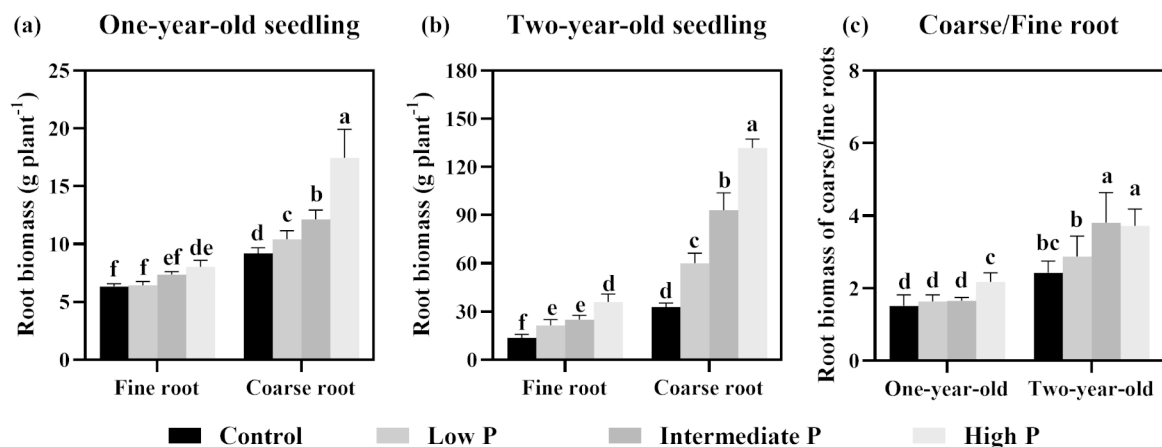 (a) One-year-old seedling
Root biomass (g plant⁻¹)
25
20
15
10
5
0
f f ef de
d c b a
Fine root Coarse root
(b) Two-year-old seedling
Root biomass (g plant⁻¹)
180
150
120
90
60
30
0
f e e d
d c b a
Fine root Coarse root
(c) Coarse/Fine root
Root biomass of coarse/fine roots
8
6
4
2
0
d d d c
bc b a a
One-year-old Two-year-old
Control Low P Intermediate P High P